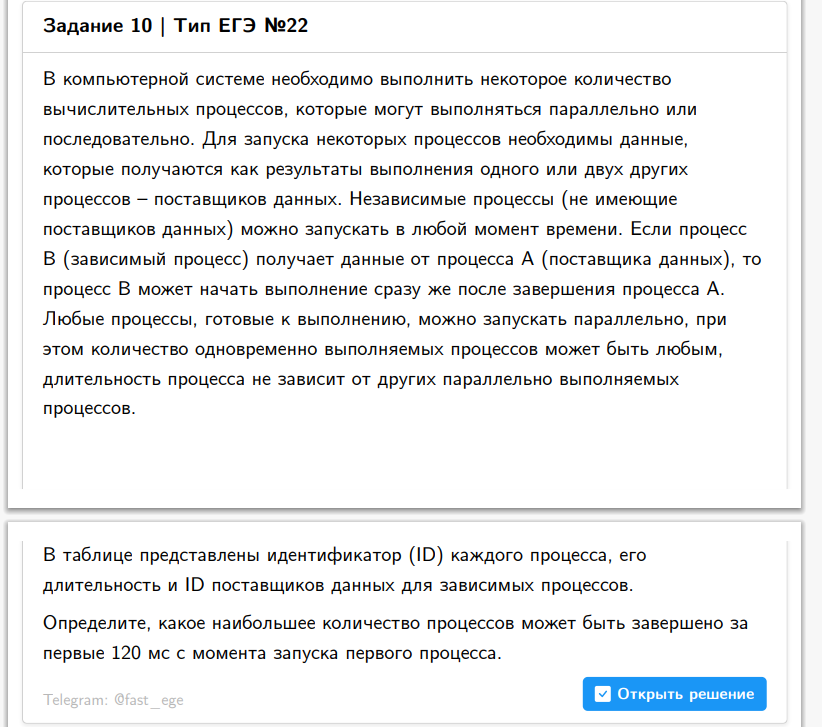 Задание 10 | Тип ЕГЭ №22
В компьютерной системе необходимо выполнить некоторое количество
вычислительных процессов, которые могут выполняться параллельно или
последовательно. Для запуска некоторых процессов необходимы данные,
которые получаются как результаты выполнения одного или двух других
процессов – поставщиков данных. Независимые процессы (не имеющие
поставщиков данных) можно запускать в любой момент времени. Если процесс
B (зависимый процесс) получает данные от процесса A (поставщика данных), то
процесс B может начать выполнение сразу же после завершения процесса A.
Любые процессы, готовые к выполнению, можно запускать параллельно, при
этом количество одновременно выполняемых процессов может быть любым,
длительность процесса не зависит от других параллельно выполняемых
процессов.
В таблице представлены идентификатор (ID) каждого процесса, его
длительность и ID поставщиков данных для зависимых процессов.
Определите, какое наибольшее количество процессов может быть завершено за
первые 120 мс с момента запуска первого процесса.
Telegram: @fast_ege
Открыть решение